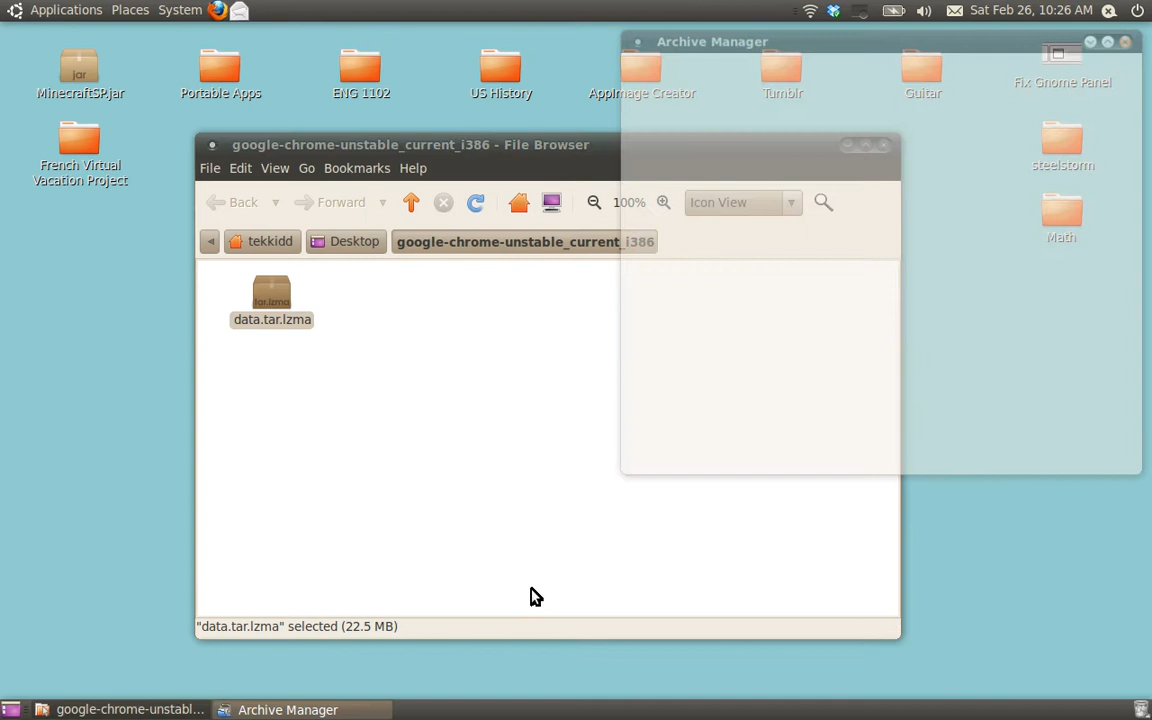 Applications Places System
Sat Feb 26, 10:26 AM
Archive Manager
jar
MinecraftSP.jar
Portable Apps
ENG 1102
US History
AppImage Creator
Tumblr
Guitar
Fix Gnome Panel
French Virtual
Vacation Project
steelstorm
Math
google-chrome-unstable_current_i386 - File Browser
File Edit View Go Bookmarks Help
Back Forward 100% Icon View
tekkidd Desktop google-chrome-unstable_current_i386
tar.lzma
data.tar.lzma
"data.tar.lzma" selected (22.5 MB)
google-chrome-unstabl... Archive Manager